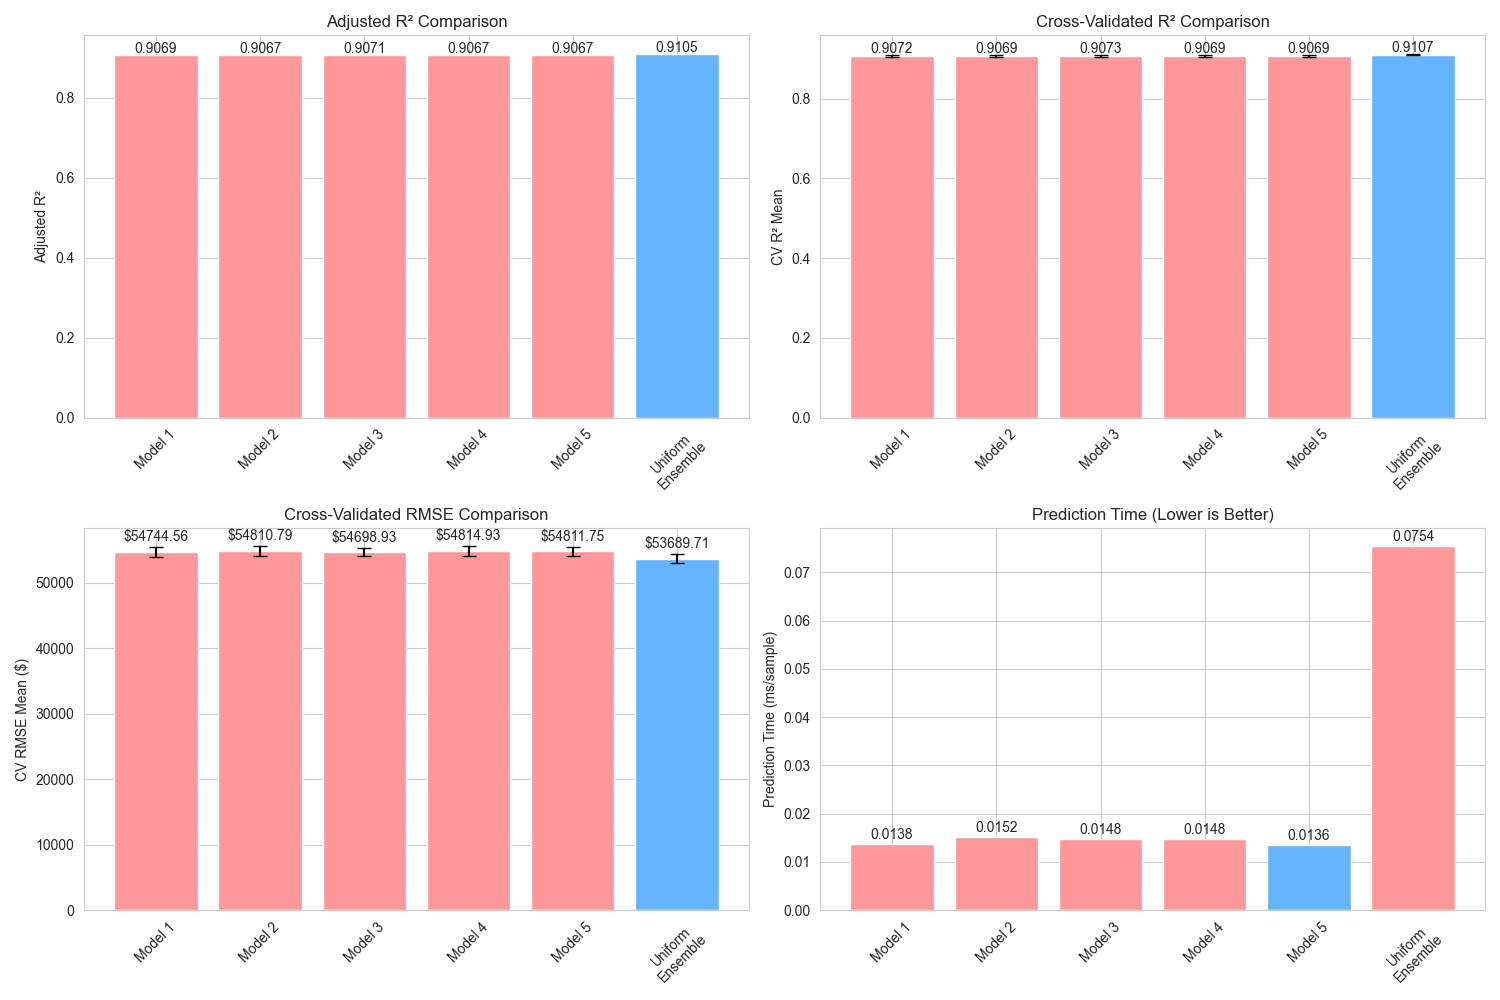 Adjusted R² Comparison
0.9069 0.9067 0.9071 0.9067 0.9067 0.9105
Adjusted R²
0.8
0.6
0.4
0.2
0.0
Model 1 Model 2 Model 3 Model 4 Model 5 Uniform
Ensemble
Cross-Validated R² Comparison
0.9072 0.9069 0.9073 0.9069 0.9069 0.9107
CV R² Mean
0.8
0.6
0.4
0.2
0.0
Model 1 Model 2 Model 3 Model 4 Model 5 Uniform
Ensemble
Cross-Validated RMSE Comparison
$54744.56 $54810.79 $54698.93 $54814.93 $54811.75 $53689.71
CV RMSE Mean ($)
50000
40000
30000
20000
10000
0
Model 1 Model 2 Model 3 Model 4 Model 5 Uniform
Ensemble
Prediction Time (Lower is Better)
0.0138 0.0152 0.0148 0.0148 0.0136 0.0754
Prediction Time (ms/sample)
0.07
0.06
0.05
0.04
0.03
0.02
0.01
0.00
Model 1 Model 2 Model 3 Model 4 Model 5 Uniform
Ensemble